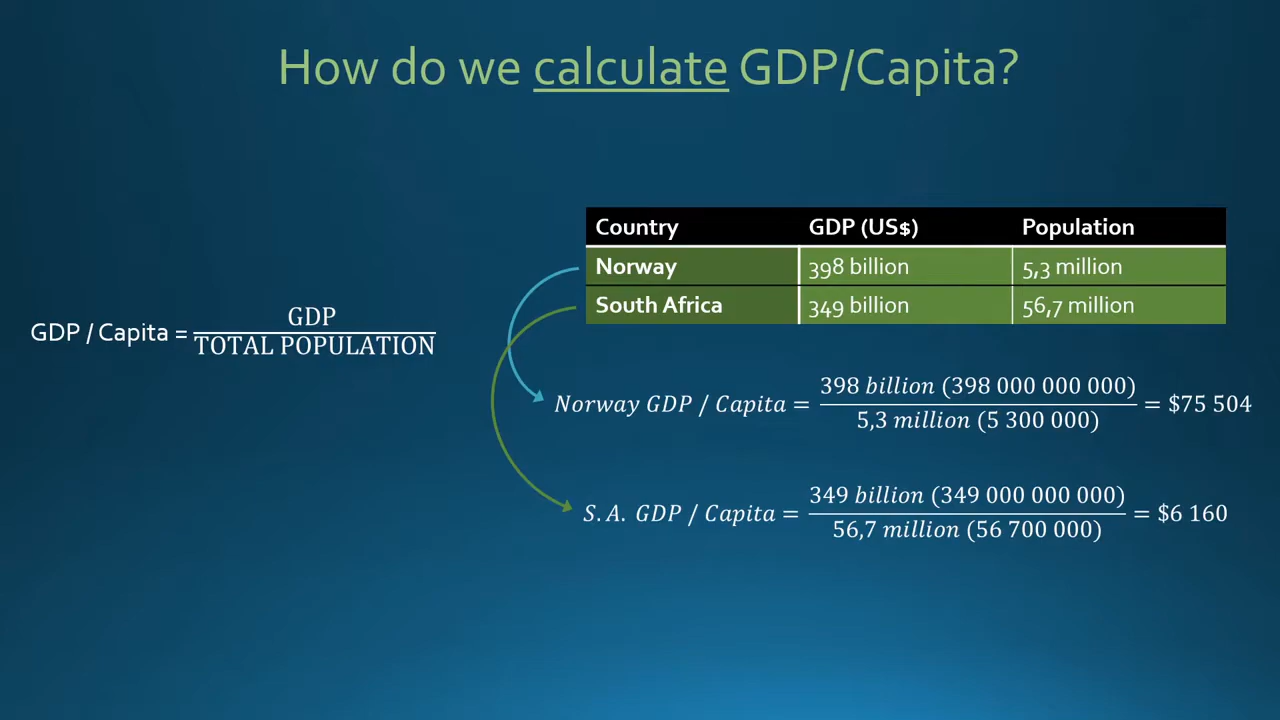 How do we calculate GDP/Capita?
Country GDP (US$) Population
Norway 398 billion 5,3 million
South Africa 349 billion 56,7 million
GDP / Capita = GDP / TOTAL POPULATION
Norway GDP / Capita = 398 billion (398 000 000 000) / 5,3 million (5 300 000) = $75 504
S.A. GDP / Capita = 349 billion (349 000 000 000) / 56,7 million (56 700 000) = $6 160